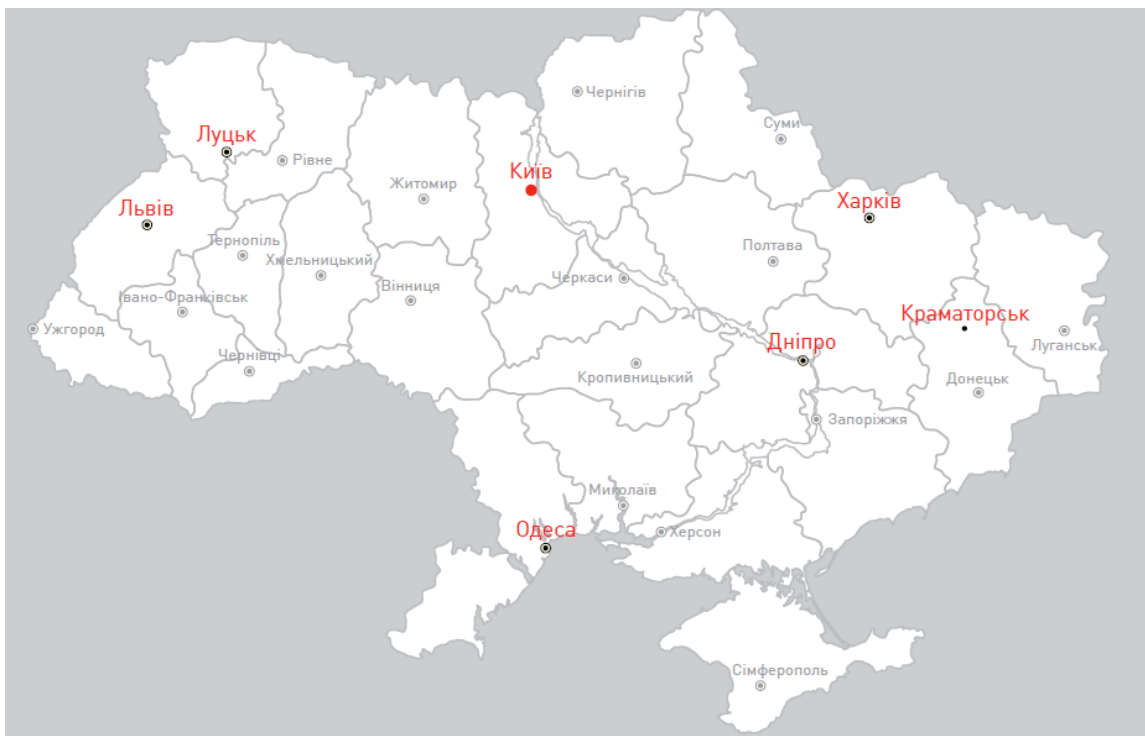 Чернігів
Суми
Луцьк
Рівне
Київ
Житомир
Харків
Львів
Тернопіль
Полтава
Хмельницький
Черкаси
Вінниця
Івано-Франківськ
Краматорськ
Ужгород
Дніпро
Луганськ
Чернівці
Кропивницький
Донецьк
Запоріжжя
Миколаїв
Одеса
Херсон
Сімферополь